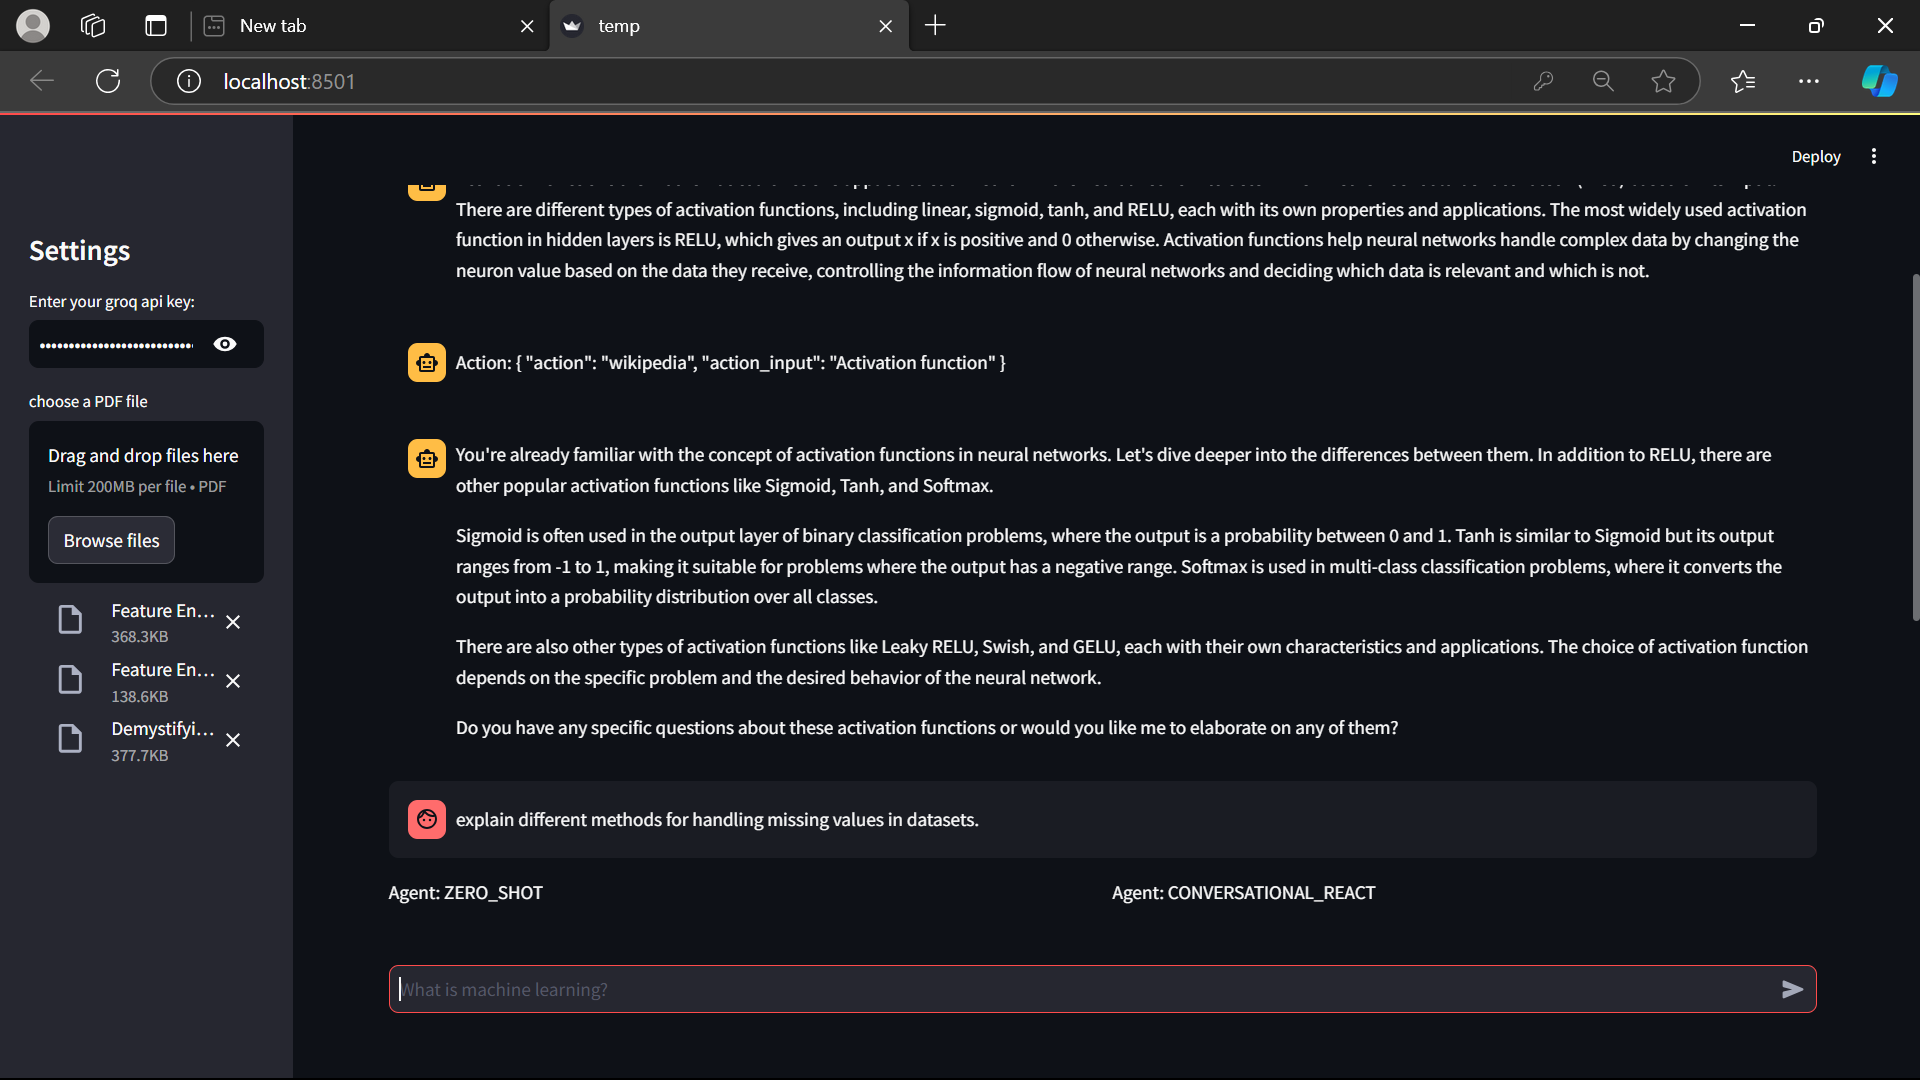 New tab
temp
localhost:8501
Deploy
Settings
Enter your groq api key:
choose a PDF file
Drag and drop files here
Limit 200MB per file • PDF
Browse files
Feature En...
368.3KB
Feature En...
138.6KB
Demystifyi...
377.7KB
There are different types of activation functions, including linear, sigmoid, tanh, and RELU, each with its own properties and applications. The most widely used activation
function in hidden layers is RELU, which gives an output x if x is positive and 0 otherwise. Activation functions help neural networks handle complex data by changing the
neuron value based on the data they receive, controlling the information flow of neural networks and deciding which data is relevant and which is not.
Action: { "action": "wikipedia", "action_input": "Activation function" }
You're already familiar with the concept of activation functions in neural networks. Let's dive deeper into the differences between them. In addition to RELU, there are
other popular activation functions like Sigmoid, Tanh, and Softmax.
Sigmoid is often used in the output layer of binary classification problems, where the output is a probability between 0 and 1. Tanh is similar to Sigmoid but its output
ranges from -1 to 1, making it suitable for problems where the output has a negative range. Softmax is used in multi-class classification problems, where it converts the
output into a probability distribution over all classes.
There are also other types of activation functions like Leaky RELU, Swish, and GELU, each with their own characteristics and applications. The choice of activation function
depends on the specific problem and the desired behavior of the neural network.
Do you have any specific questions about these activation functions or would you like me to elaborate on any of them?
explain different methods for handling missing values in datasets.
Agent: ZERO_SHOT
Agent: CONVERSATIONAL_REACT
What is machine learning?